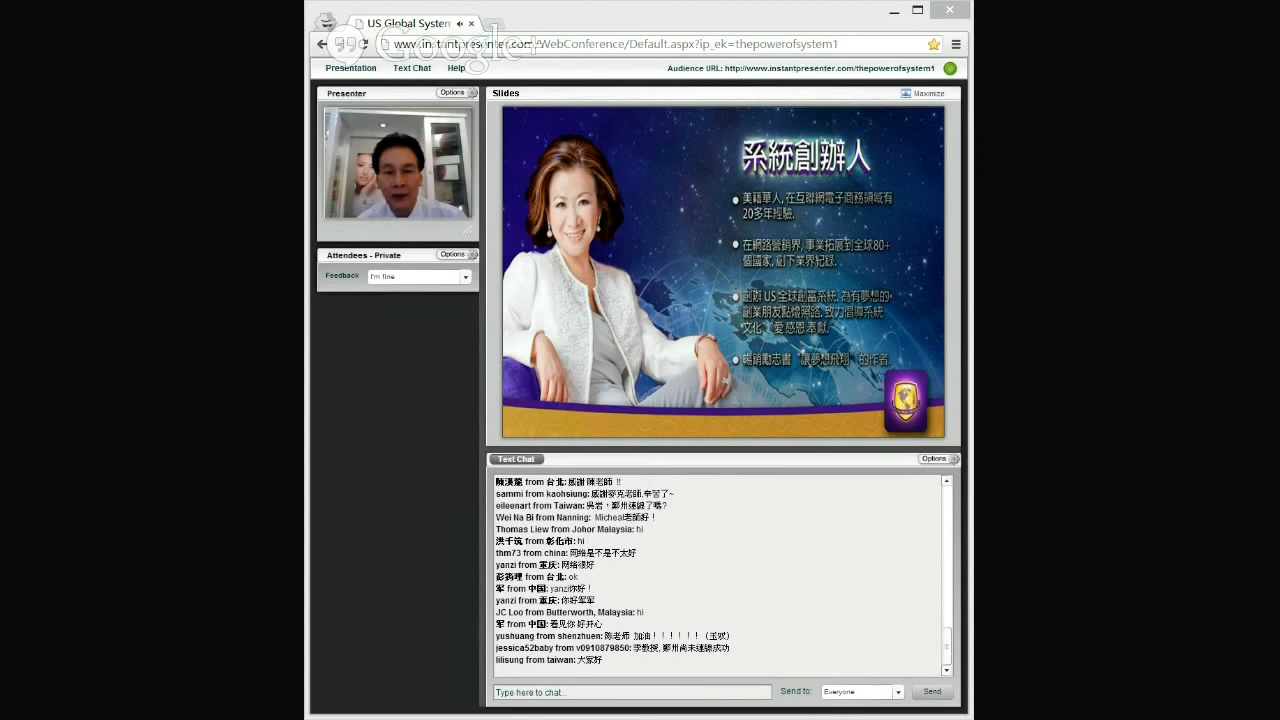 US Global System
www.instantpresenter.com/WebConference/Default.aspx?ip_ek=thepowerofsystem1
Google+
Presentation Text Chat Help
Audience URL: http://www.instantpresenter.com/thepowerofsystem1
Presenter Options
Slides Maximize
系統創辦人
美籍華人, 在互聯網電子商務領域有
20多年經驗.
在網路營銷界, 事業拓展到全球80+
個國家, 創下業界紀錄.
創辦 US 全球創富系統. 為有夢想的
創業朋友點燈照路. 致力倡導系統
文化, "愛 感恩 奉獻.
暢銷勵志書 "讓夢想飛翔" 的作者.
Attendees - Private Options
Feedback I'm fine
Text Chat Options
陳漢龍 from 台北: 感謝 陳老師 !!
sammi from kaohsiung: 感謝麥克老師,辛苦了~
eileenart from Taiwan: 吳岩，鄭州連線了嗎?
Wei Na Bi from Nanning: Micheal老師好！
Thomas Liew from Johor Malaysia: hi
洪千筑 from 彰化市: hi
thm73 from china: 网络是不是不太好
yanzi from 重庆: 网络很好
彭筠理 from 台北: ok
军 from 中国: yanzi你好！
yanzi from 重庆: 你好军军
JC Loo from Butterworth, Malaysia: hi
军 from 中国: 看见你 好开心
yushuang from shenzhuen: 陈老师 加油！！！！！！（玉双）
jessica52baby from v0910879850: 李教授, 鄭州尚未連線成功
lilisung from taiwan: 大家好
Type here to chat... Send to: Everyone Send